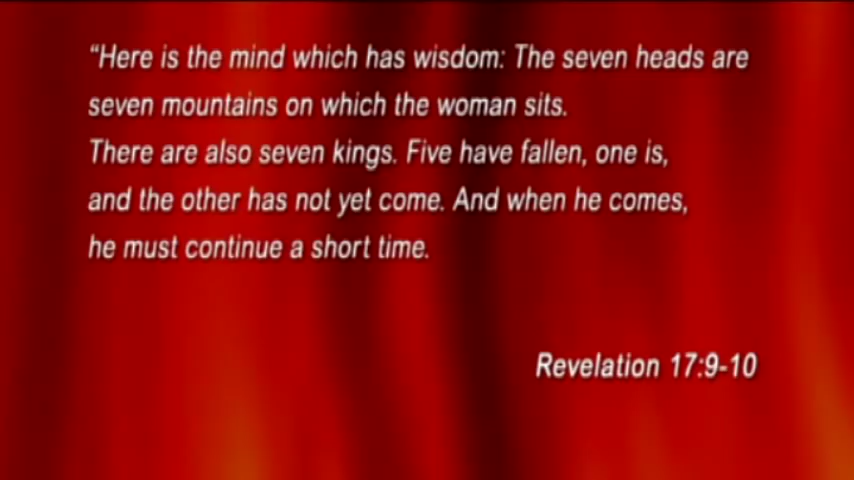 “Here is the mind which has wisdom: The seven heads are
seven mountains on which the woman sits.
There are also seven kings. Five have fallen, one is,
and the other has not yet come. And when he comes,
he must continue a short time.
Revelation 17:9-10